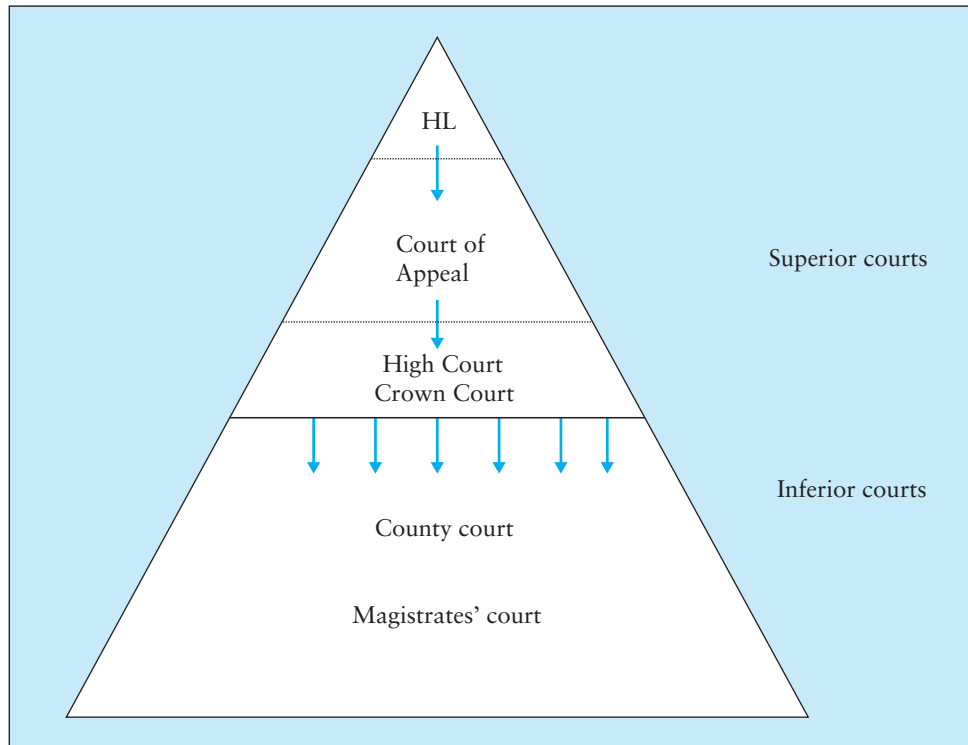 HL
Court of
Appeal
Superior courts
High Court
Crown Court
Inferior courts
County court
Magistrates’ court